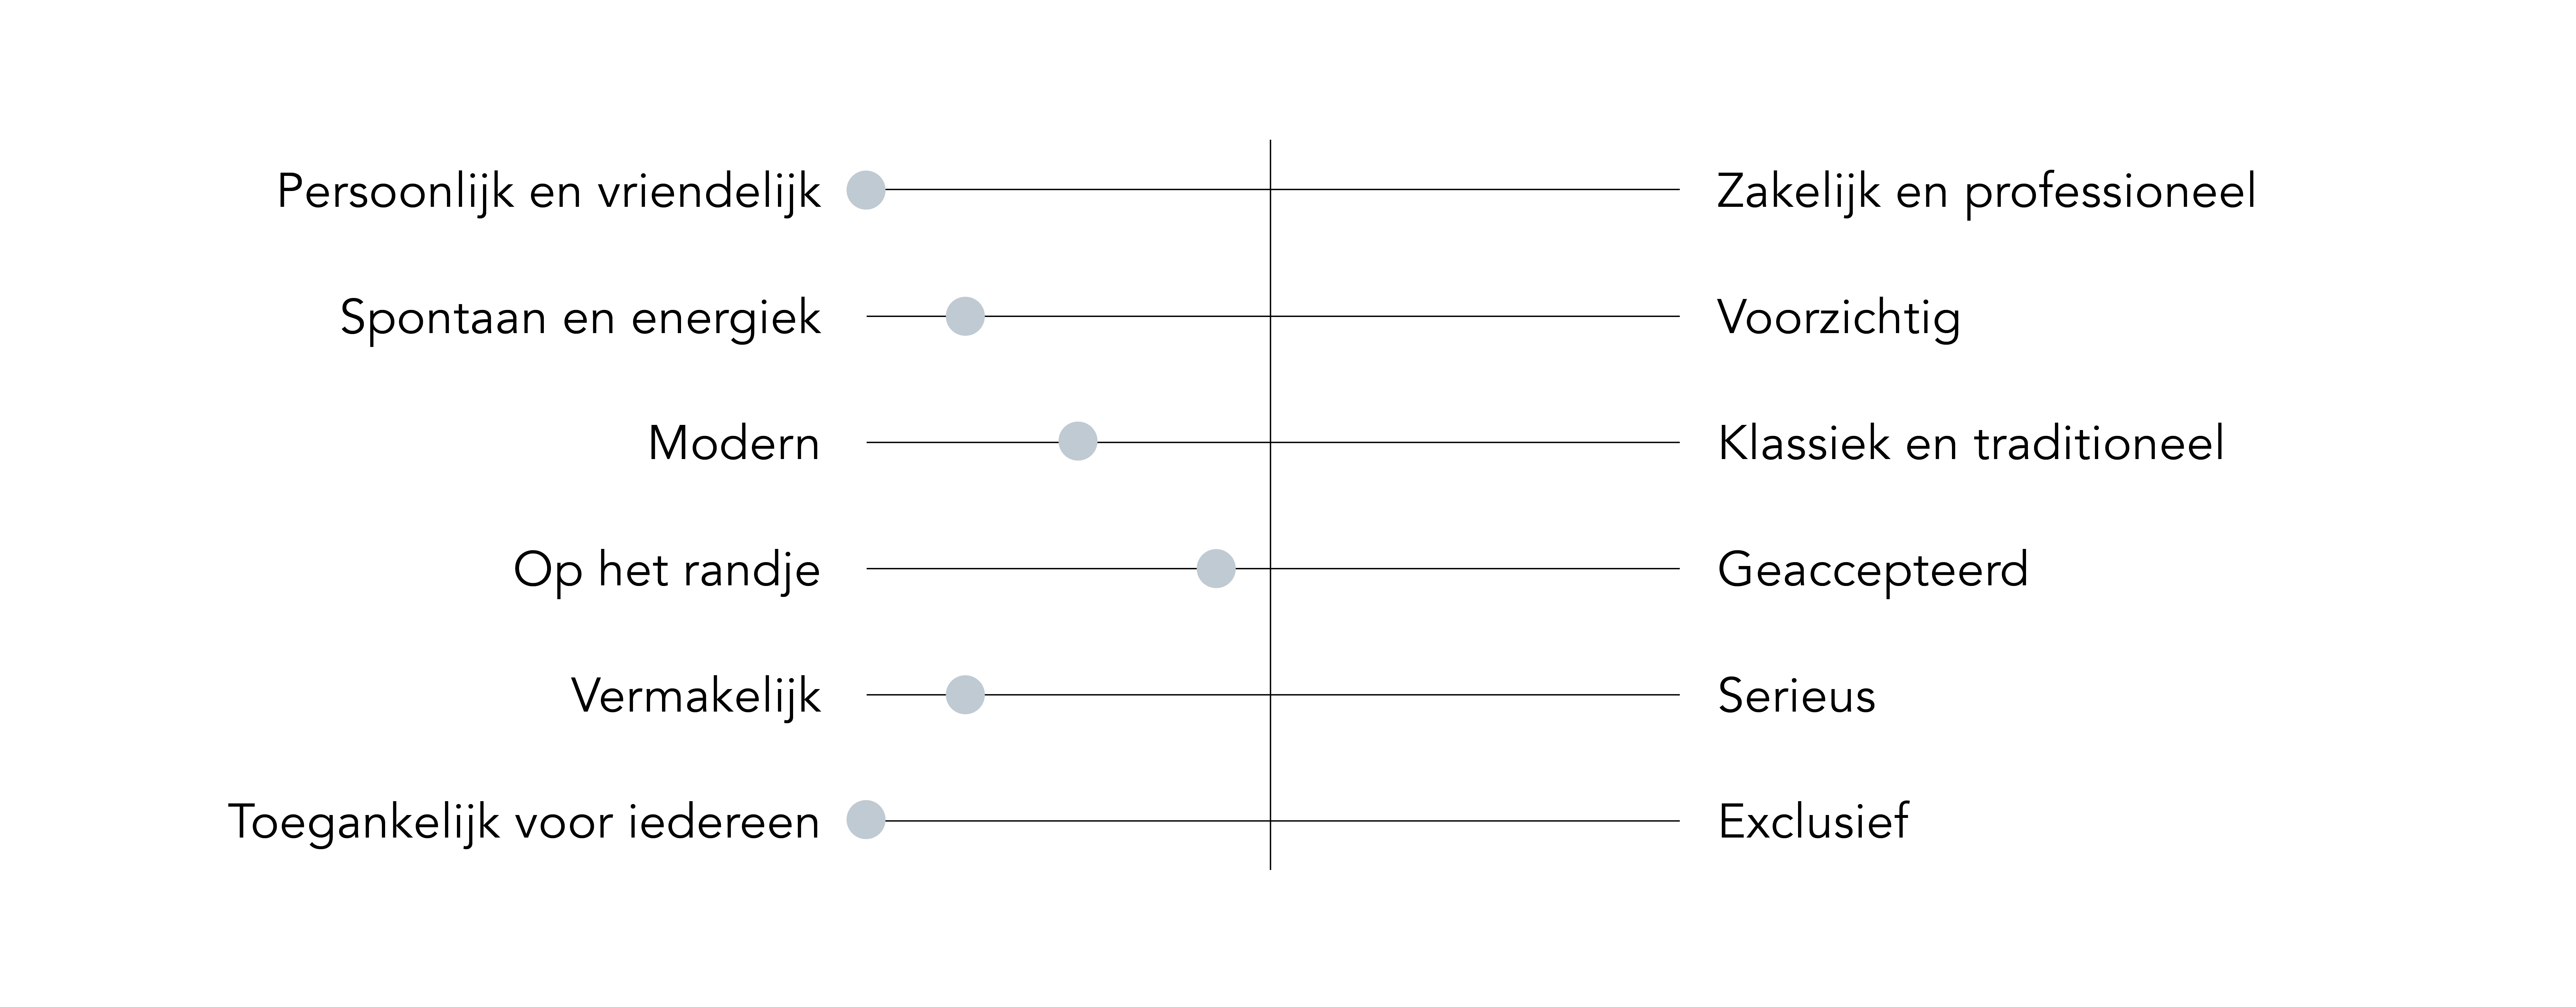 Persoonlijk en vriendelijk Zakelijk en professioneel
Spontaan en energiek Voorzichtig
Modern Klassiek en traditioneel
Op het randje Geaccepteerd
Vermakelijk Serieus
Toegankelijk voor iedereen Exclusief